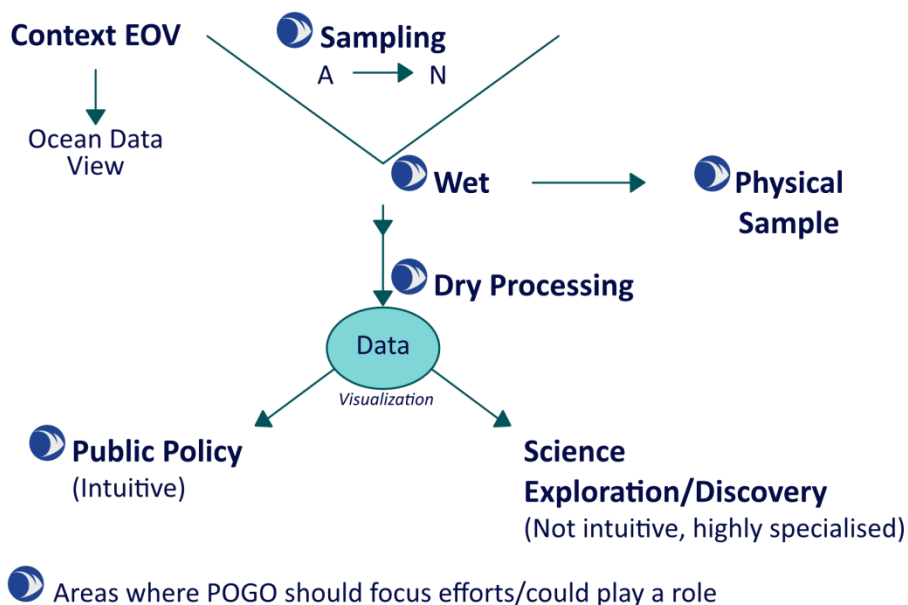 Context EOV
Sampling
A
N
Ocean Data
View
Wet
Physical
Sample
Dry Processing
Data
Visualization
Public Policy
(Intuitive)
Science
Exploration/Discovery
(Not intuitive, highly specialised)
Areas where POGO should focus efforts/could play a role